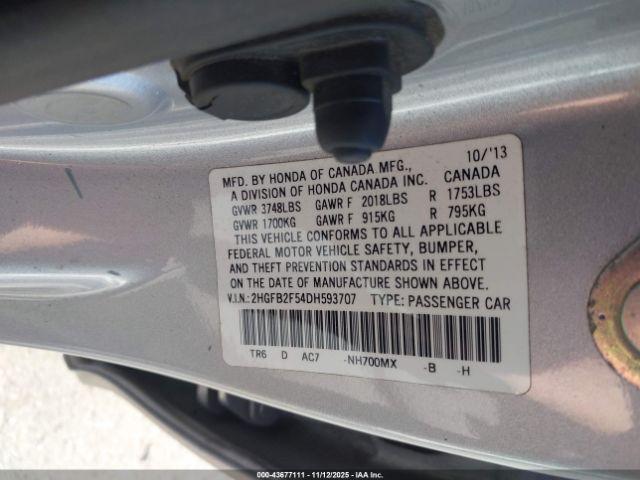 MFD. BY HONDA OF CANADA MFG., 10/'13
A DIVISION OF HONDA CANADA INC. CANADA
GVWR 3748LBS GAWR F 2018LBS R 1753LBS
GVWR 1700KG GAWR F 915KG R 795KG
THIS VEHICLE CONFORMS TO ALL APPLICABLE
FEDERAL MOTOR VEHICLE SAFETY, BUMPER,
AND THEFT PREVENTION STANDARDS IN EFFECT
ON THE DATE OF MANUFACTURE SHOWN ABOVE.
V.I.N.: 2HGFB2F54DH593707 TYPE: PASSENGER CAR
TR6 D AC7 -NH700MX -B -H
000-43677111 - 11/12/2025 - IAA Inc.